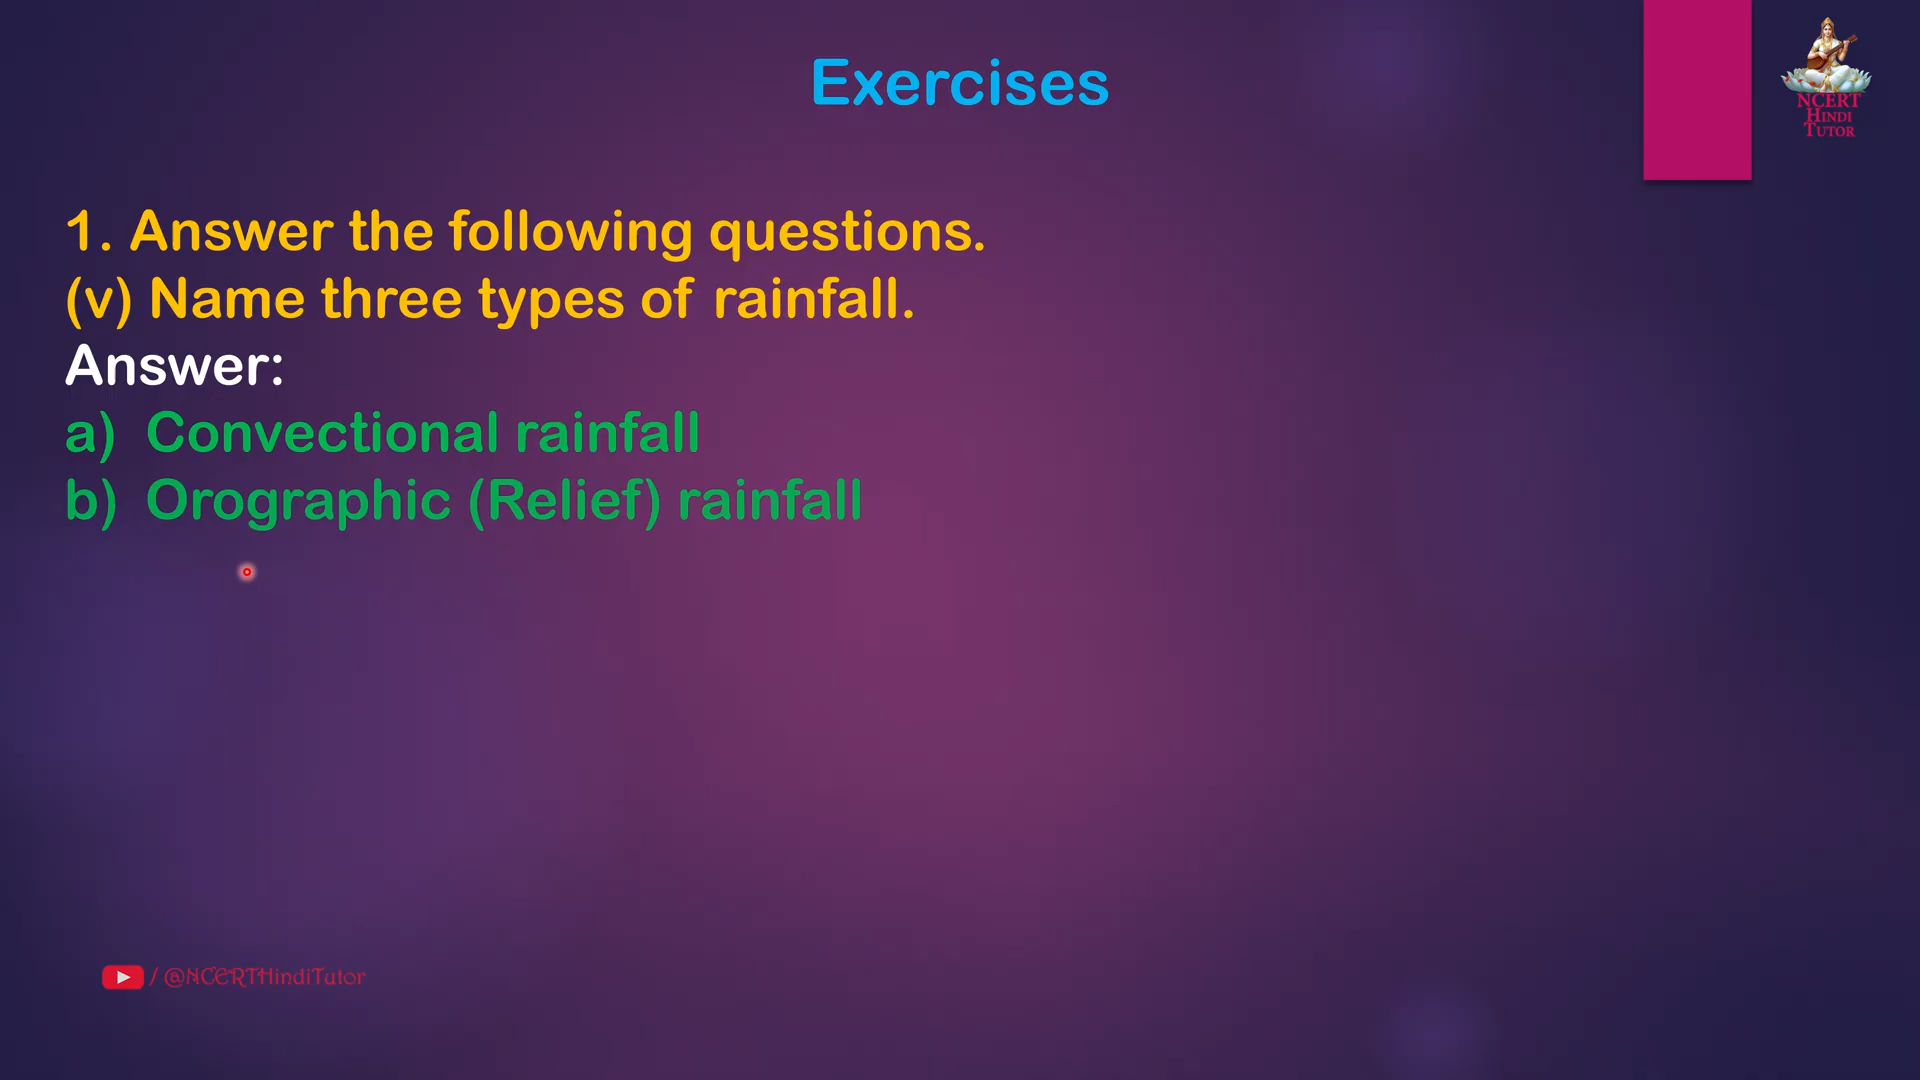 Exercises
NCERT
HINDI
TUTOR
1. Answer the following questions.
(v) Name three types of rainfall.
Answer:
a) Convectional rainfall
b) Orographic (Relief) rainfall
/ @NCERTHindiTutor